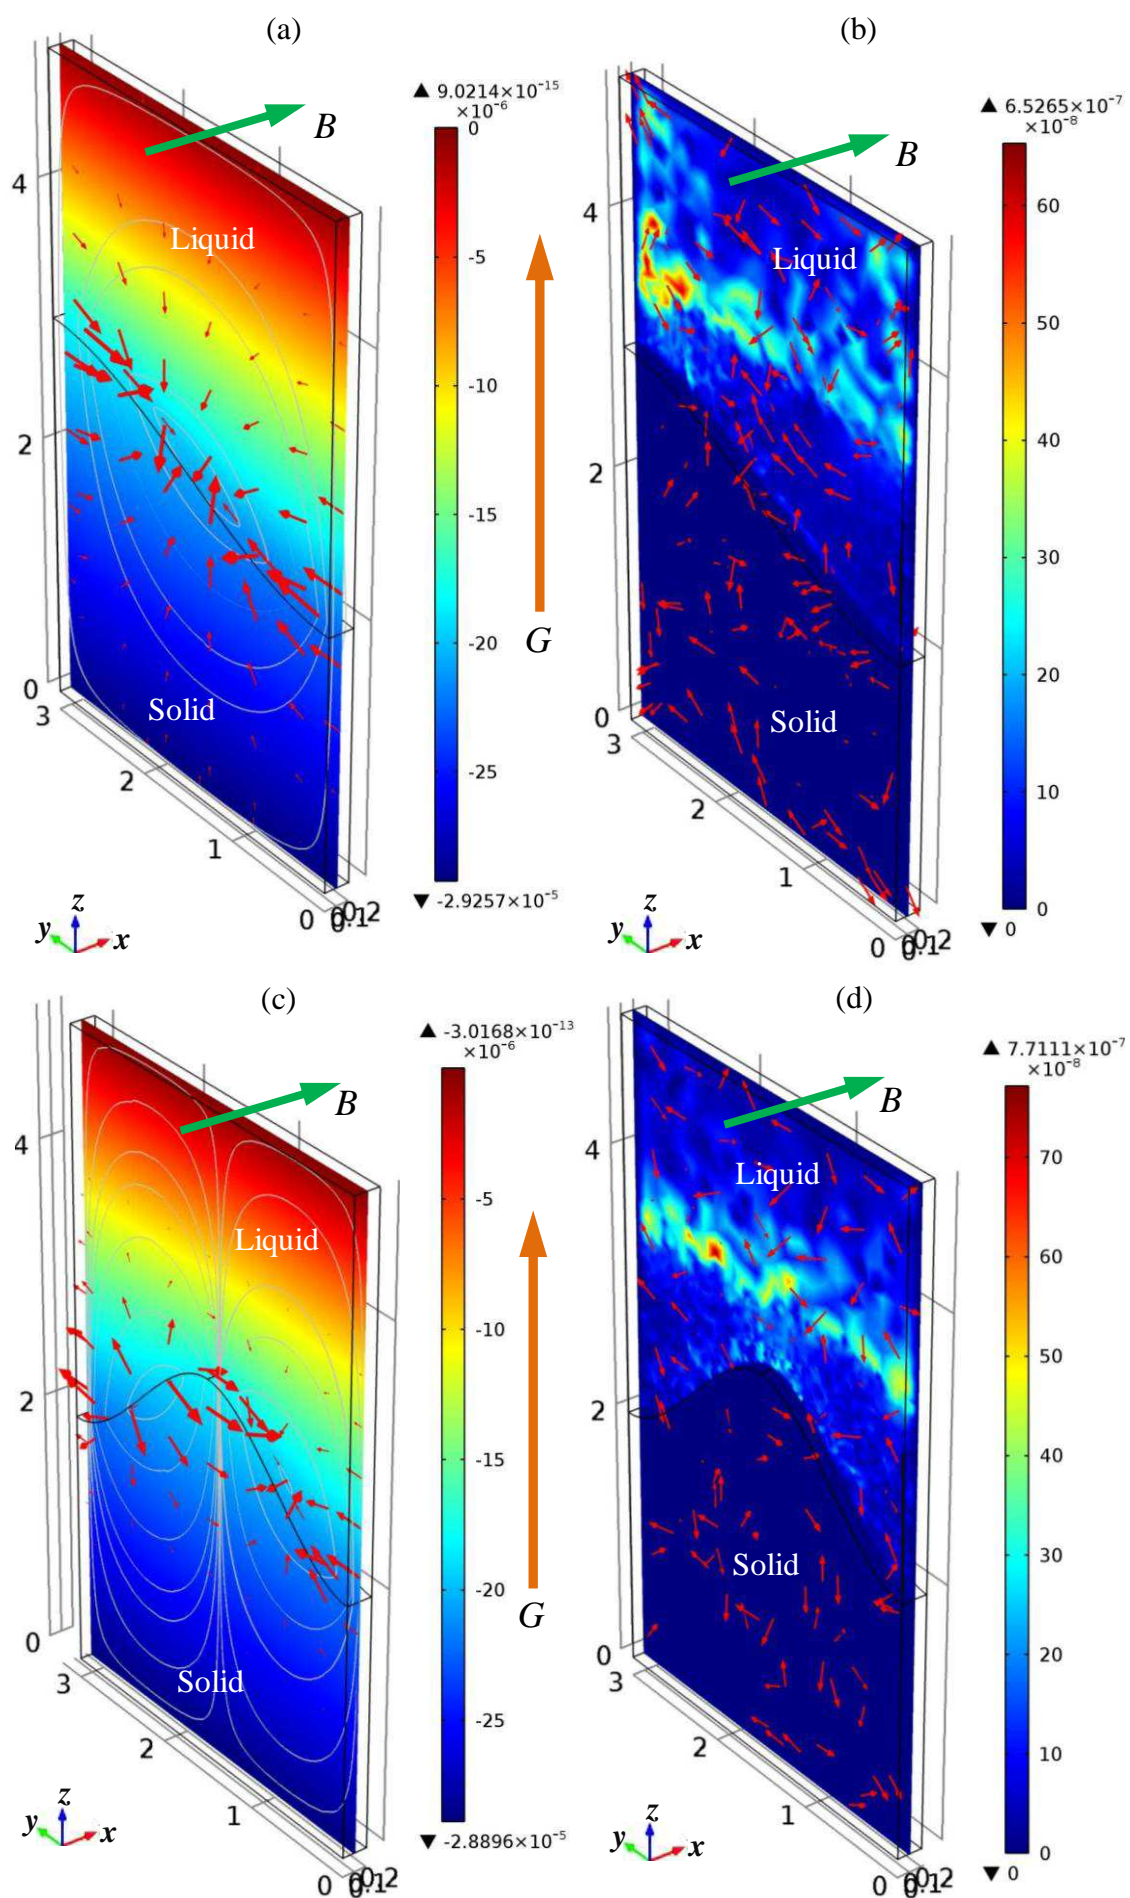 (a)
▲ 9.0214×10⁻¹⁵
×10⁻⁶
B
0
4
Liquid
-5
-10
2
-15
G
-20
0
3
Solid
2
-25
1
▼ -2.9257×10⁻⁵
0 0 0.1 0.2
z
y
x
(b)
▲ 6.5265×10⁻⁷
×10⁻⁸
B
60
4
Liquid
50
40
2
30
20
0
3
Solid
2
10
1
0
▼ 0
0 0 0.1 0.2
z
y
x
(c)
▲ -3.0168×10⁻¹³
×10⁻⁶
B
4
-5
Liquid
-10
2
-15
-20
G
0
3
Solid
-25
2
1
▼ -2.8896×10⁻⁵
0 0 0.1 0.2
z
y
x
(d)
▲ 7.7111×10⁻⁷
×10⁻⁸
B
70
4
Liquid
60
50
2
40
30
Solid
20
0
3
2
10
1
0
▼ 0
0 0 0.1 0.2
z
y
x